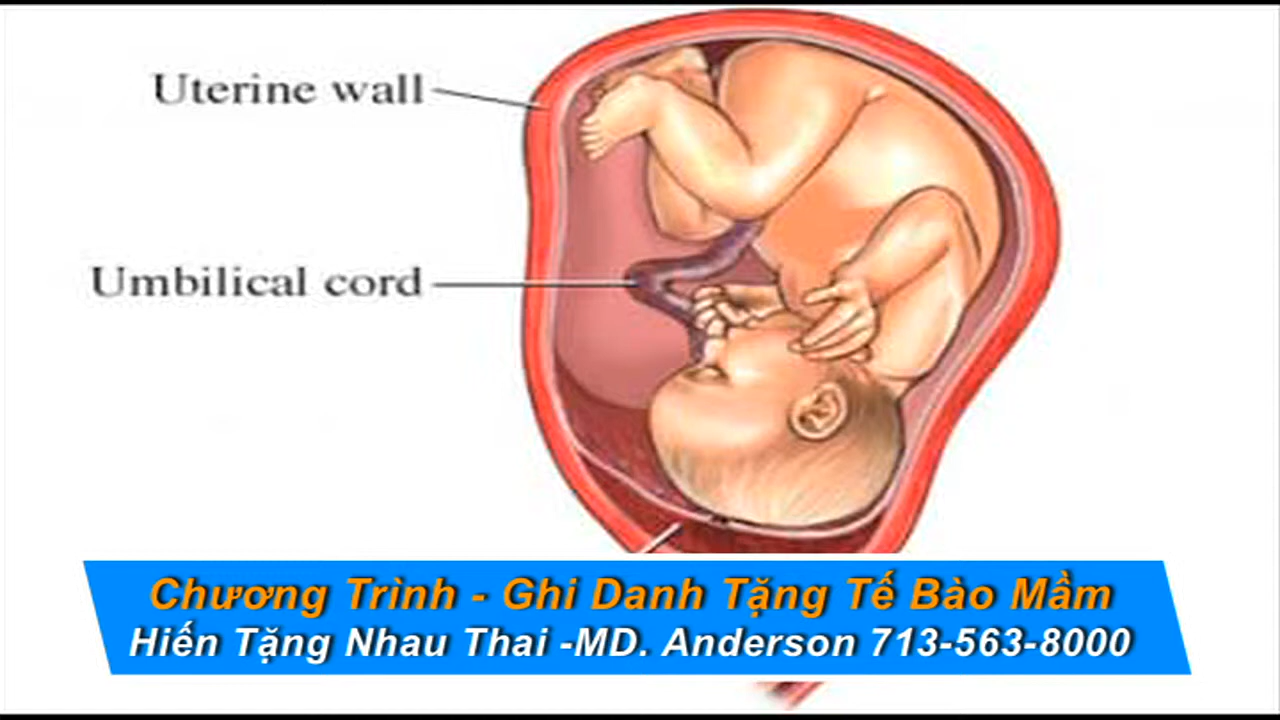 Uterine wall
Umbilical cord
Chương Trình - Ghi Danh Tặng Tế Bào Mầm
Hiến Tặng Nhau Thai -MD. Anderson 713-563-8000